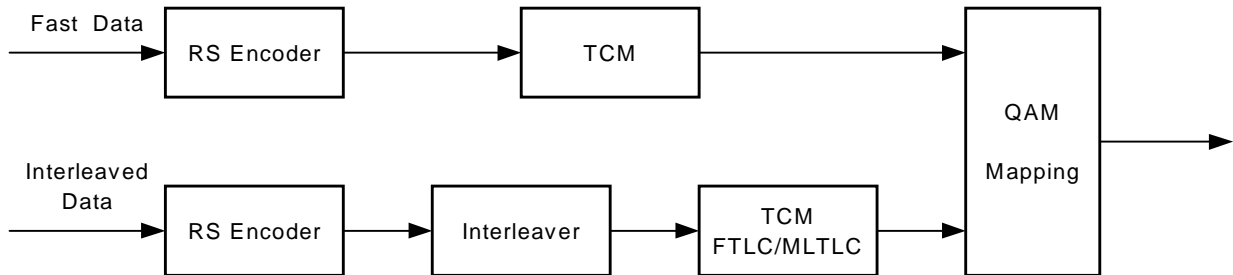 Fast Data
RS Encoder
TCM
QAM
Mapping
Interleaved
Data
RS Encoder
Interleaver
TCM
FTLC/MLTLC